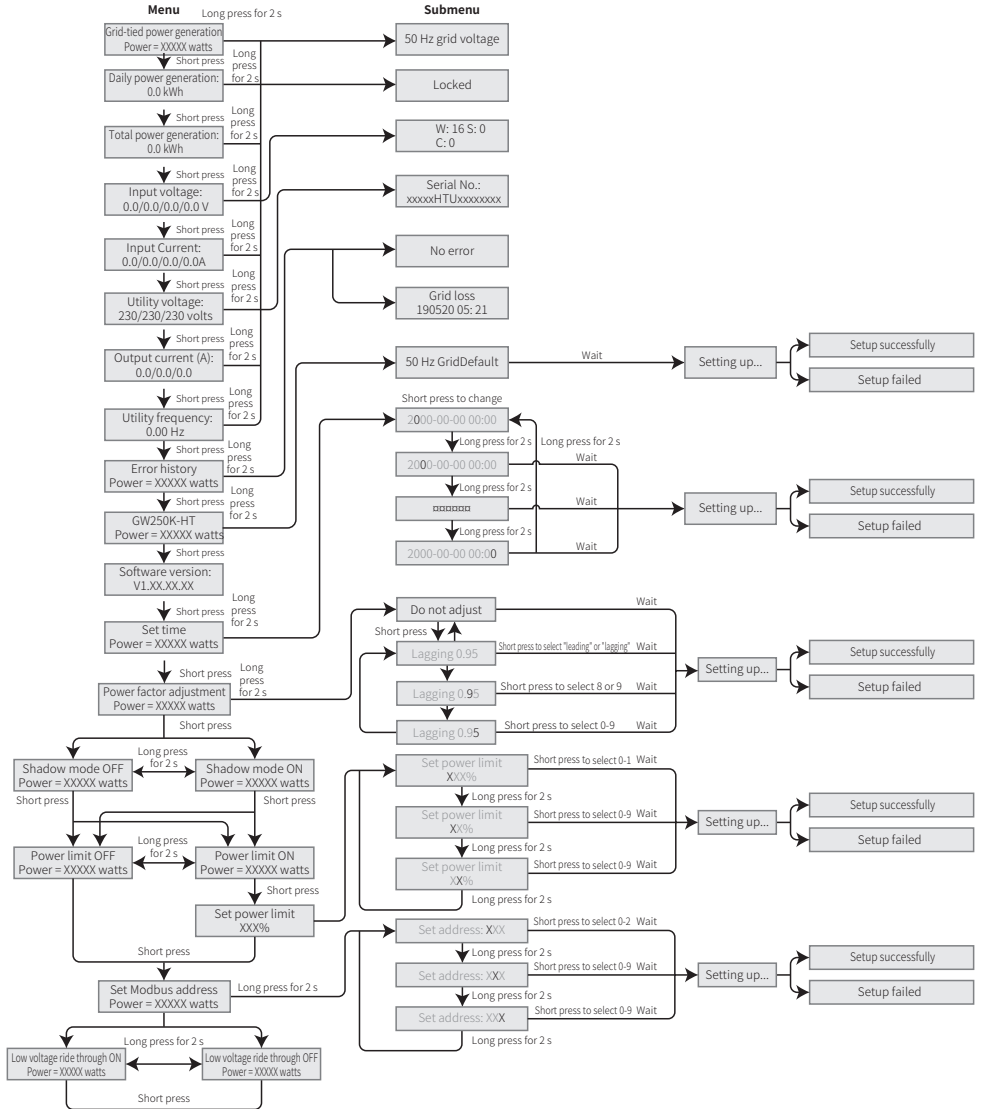 Menu
Long press for 2 s
Submenu
Grid-tied power generation
Power = XXXXX watts
50 Hz grid voltage
Short press
Long
press
for 2 s
Daily power generation:
0.0 kWh
Locked
Short press
Long
press
for 2 s
Total power generation:
0.0 kWh
W: 16 S: 0
C: 0
Short press
Long
press
for 2 s
Input voltage:
0.0/0.0/0.0/0.0 V
Serial No.:
xxxxxHTUxxxxxxxx
Short press
Long
press
for 2 s
Input Current:
0.0/0.0/0.0/0.0A
No error
Short press
Long
press
for 2 s
Utility voltage:
230/230/230 volts
Grid loss
190520 05: 21
Short press
Long
press
for 2 s
Output current (A):
0.0/0.0/0.0
50 Hz GridDefault
Wait
Setting up...
Setup successfully
Setup failed
Short press
Utility frequency:
0.00 Hz
Short press to change
2000-00-00 00:00
Long press for 2 s
Long press for 2 s
Short press
Long
press
for 2 s
Error history
Power = XXXXX watts
2000-00-00 00:00
Wait
Long press for 2 s
Short press
Long
press
for 2 s
GW250K-HT
Power = XXXXX watts
¤¤¤¤¤¤
Wait
Setting up...
Setup successfully
Setup failed
Long press for 2 s
Short press
2000-00-00 00:00
Wait
Software version:
V1.XX.XX.XX
Short press
Long
press
for 2 s
Set time
Power = XXXXX watts
Do not adjust
Wait
Short press
Lagging 0.95
Short press to select "leading" or "lagging"
Wait
Setting up...
Setup successfully
Setup failed
Short press
Long
press
for 2 s
Power factor adjustment
Power = XXXXX watts
Lagging 0.95
Short press to select 8 or 9
Wait
Lagging 0.95
Short press to select 0-9
Wait
Short press
Shadow mode OFF
Power = XXXXX watts
Long press
for 2 s
Shadow mode ON
Power = XXXXX watts
Short press
Short press
Set power limit
XXX%
Short press to select 0-1
Wait
Long press for 2 s
Set power limit
XX%
Short press to select 0-9
Wait
Setting up...
Setup successfully
Setup failed
Long press for 2 s
Set power limit
XX%
Short press to select 0-9
Wait
Long press for 2 s
Power limit OFF
Power = XXXXX watts
Long press
for 2 s
Power limit ON
Power = XXXXX watts
Short press
Set power limit
XXX%
Short press
Set Modbus address
Power = XXXXX watts
Long press for 2 s
Set address: XXX
Short press to select 0-2
Wait
Long press for 2 s
Set address: XXX
Short press to select 0-9
Wait
Setting up...
Setup successfully
Setup failed
Long press for 2 s
Set address: XXX
Short press to select 0-9
Wait
Long press for 2 s
Long press for 2 s
Low voltage ride through ON
Power = XXXXX watts
Low voltage ride through OFF
Power = XXXXX watts
Short press